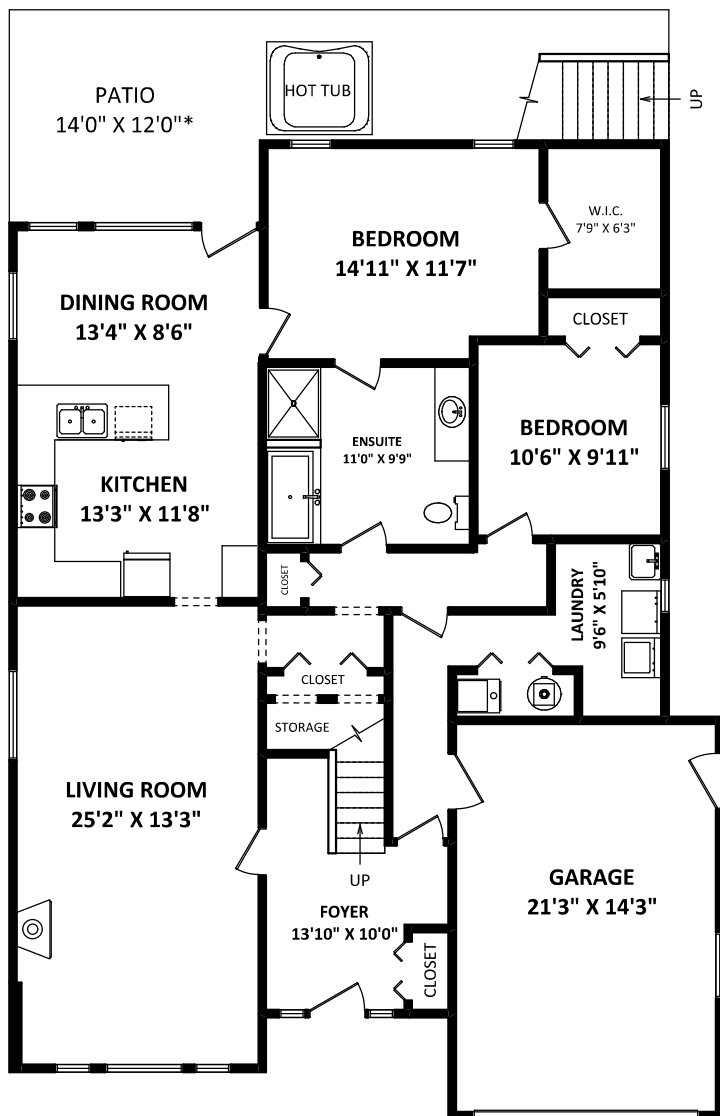 PATIO
14'0" X 12'0"*
HOT TUB
UP
W.I.C.
7'9" X 6'3"
BEDROOM
14'11" X 11'7"
DINING ROOM
13'4" X 8'6"
CLOSET
BEDROOM
10'6" X 9'11"
ENSUITE
11'0" X 9'9"
KITCHEN
13'3" X 11'8"
CLOSET
LAUNDRY
9'6" X 5'10"
CLOSET
STORAGE
LIVING ROOM
25'2" X 13'3"
UP
GARAGE
21'3" X 14'3"
FOYER
13'10" X 10'0"
CLOSET